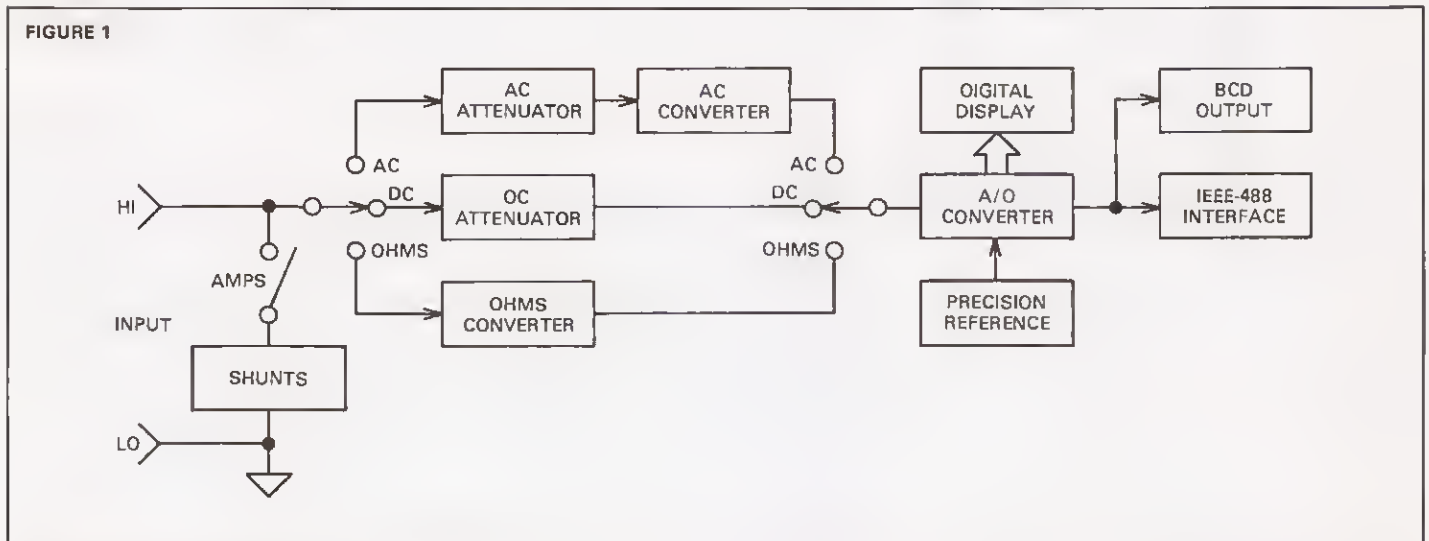 FIGURE 1
AC
ATTENUATOR
AC
CONVERTER
OIGITAL
DISPLAY
BCD
OUTPUT
AC
AC
HI
DC
OC
ATTENUATOR
DC
A/O
CONVERTER
IEEE-488
INTERFACE
OHMS
OHMS
AMPS
INPUT
OHMS
CONVERTER
PRECISION
REFERENCE
SHUNTS
LO